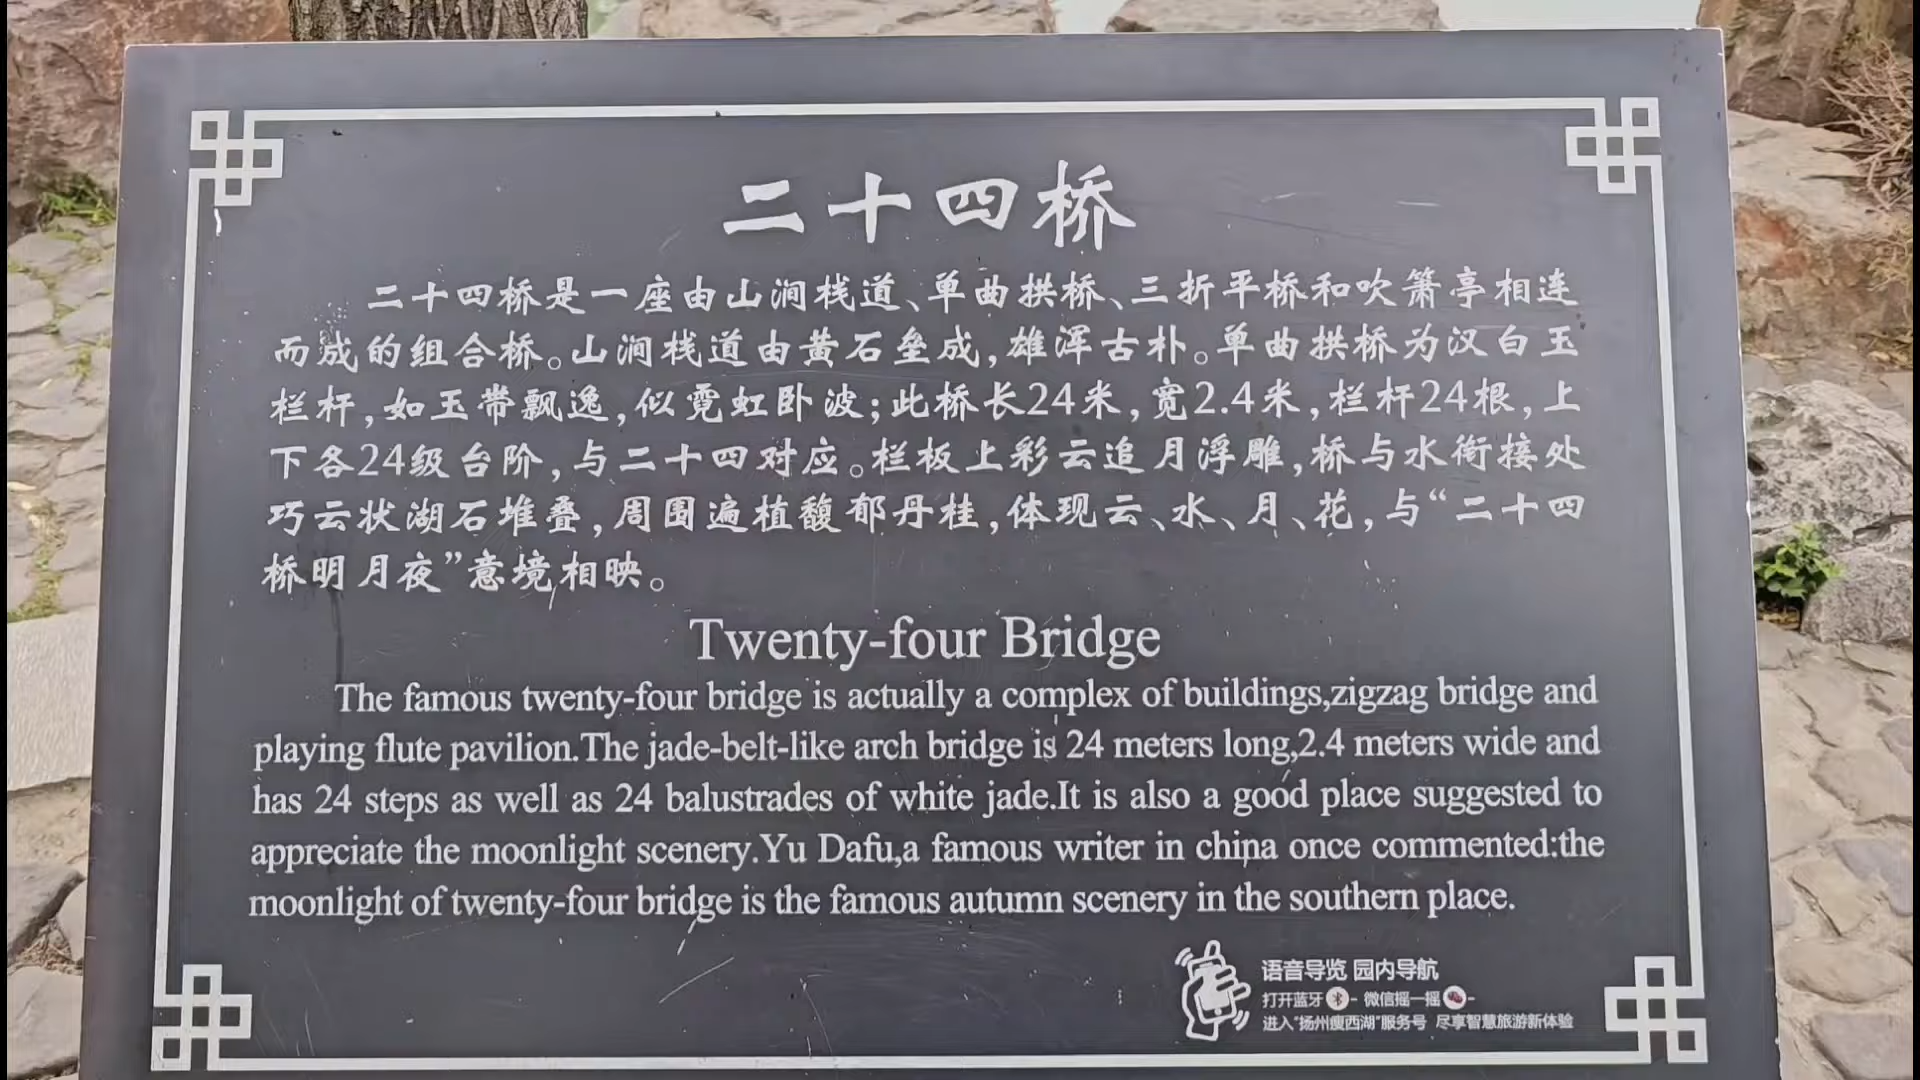 二十四桥
二十四桥是一座由山涧栈道、单曲拱桥、三折平桥和吹箫亭相连
而成的组合桥。山涧栈道由黄石垒成，雄浑古朴。单曲拱桥为汉白玉
栏杆，如玉带飘逸，似霓虹卧波；此桥长24米，宽2.4米，栏杆24根，上
下各24级台阶，与二十四对应。栏板上彩云追月浮雕，桥与水衔接处
巧云状湖石堆叠，周围遍植馥郁丹桂，体现云、水、月、花，与“二十四
桥明月夜”意境相映。
Twenty-four Bridge
The famous twenty-four bridge is actually a complex of buildings,zigzag bridge and
playing flute pavilion.The jade-belt-like arch bridge is 24 meters long,2.4 meters wide and
has 24 steps as well as 24 balustrades of white jade.It is also a good place suggested to
appreciate the moonlight scenery.Yu Dafu,a famous writer in china once commented:the
moonlight of twenty-four bridge is the famous autumn scenery in the southern place.
语音导览 园内导航
打开蓝牙 - 微信摇一摇 -
进入“扬州瘦西湖”服务号 尽享智慧旅游新体验